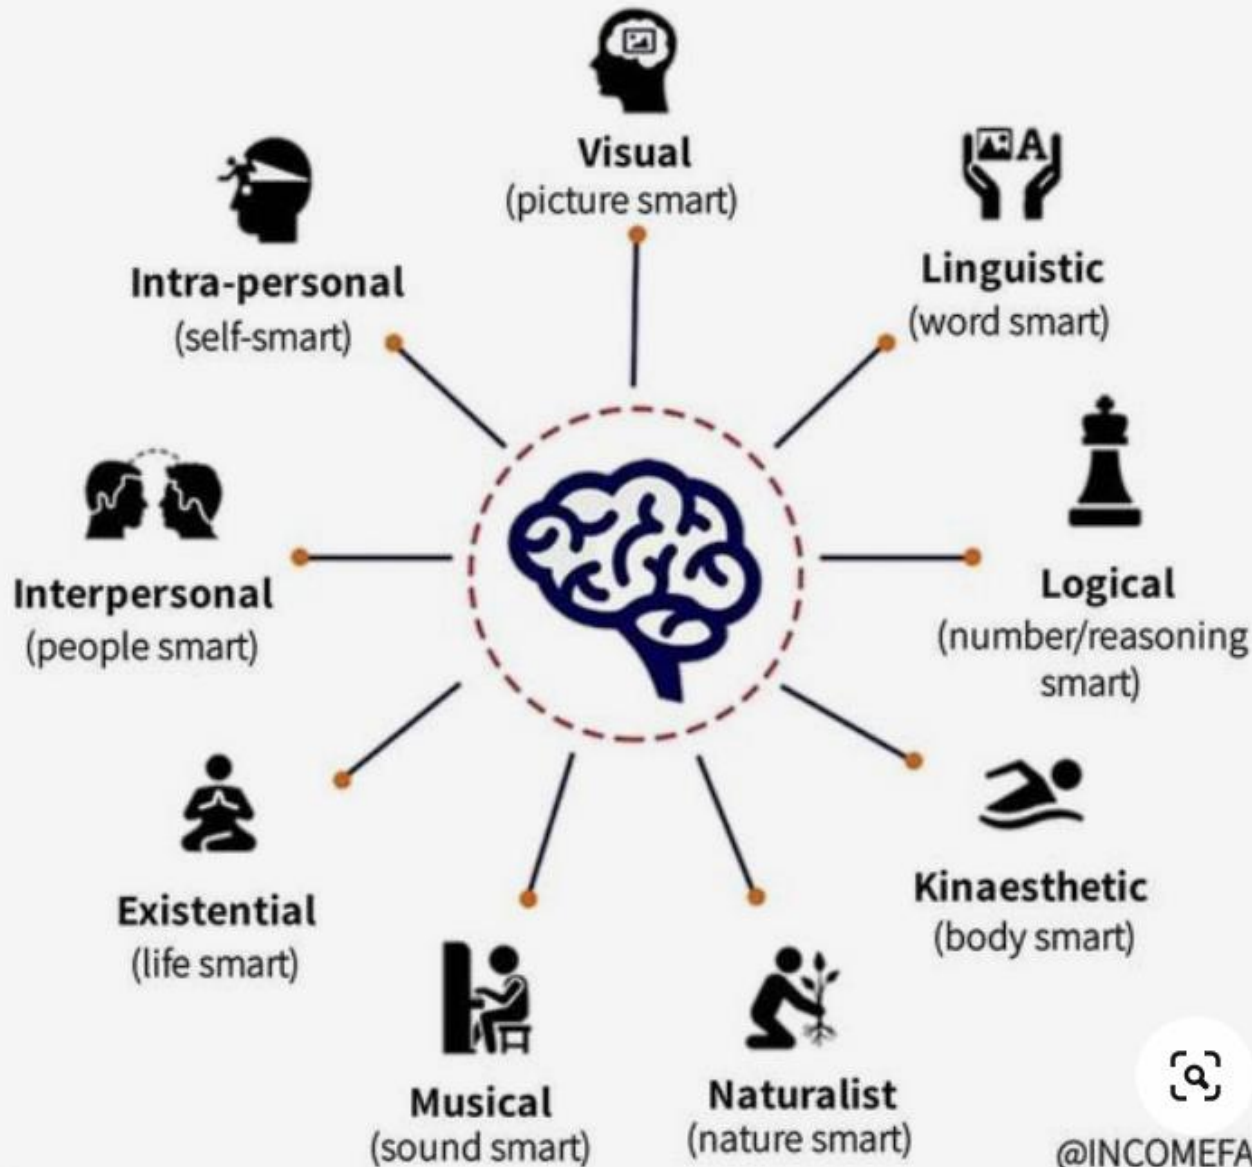 Visual
(picture smart)
Linguistic
(word smart)
Logical
(number/reasoning
smart)
Kinaesthetic
(body smart)
Naturalist
(nature smart)
Musical
(sound smart)
Existential
(life smart)
Interpersonal
(people smart)
Intra-personal
(self-smart)
A
@INCOMEFA